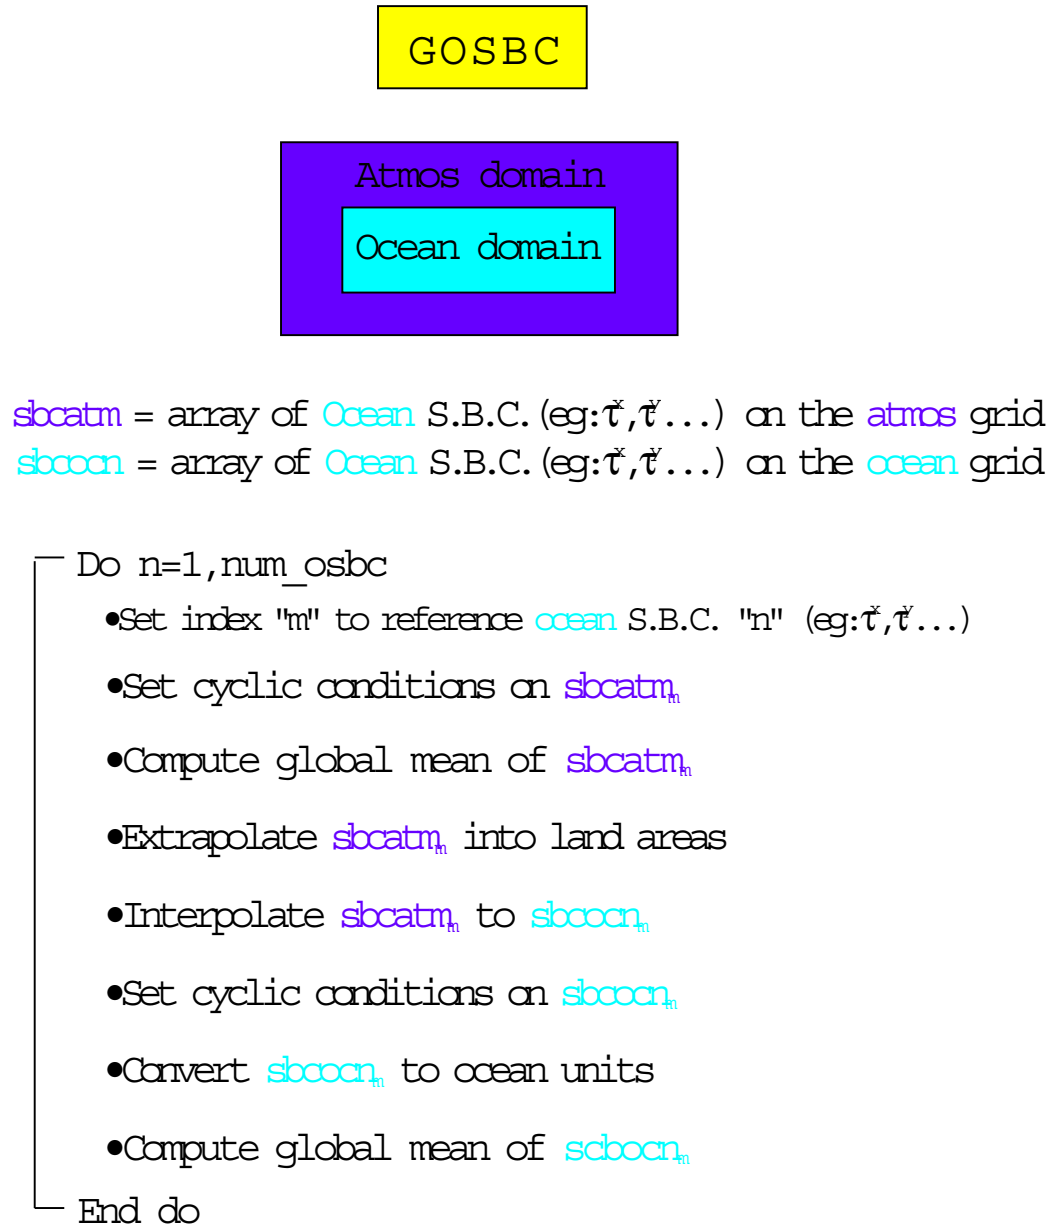 GOSBC
Atmos domain
Ocean domain
sbcatm = array of Ocean S.B.C.(eg:τˣ,τʸ...) on the atmos grid
sbcocn = array of Ocean S.B.C.(eg:τˣ,τʸ...) on the ocean grid
Do n=1,num_osbc
•Set index "m" to reference ocean S.B.C. "n" (eg:τˣ,τʸ...)
•Set cyclic conditions on sbcatmₘ
•Compute global mean of sbcatmₘ
•Extrapolate sbcatmₘ into land areas
•Interpolate sbcatmₘ to sbcocnₘ
•Set cyclic conditions on sbcocnₘ
•Convert sbcocnₘ to ocean units
•Compute global mean of scbocnₘ
End do